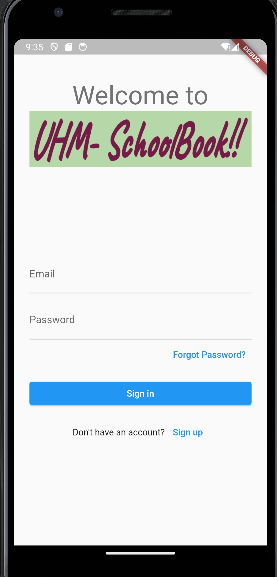 9:35
DEBUG
Welcome to
UHM- SchoolBook!!
Email
Password
Forgot Password?
Sign in
Don't have an account? Sign up